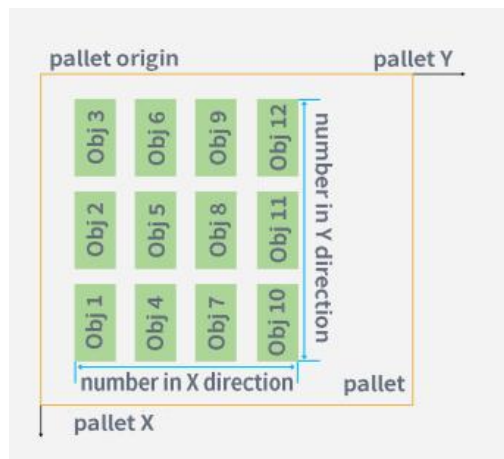 pallet origin
pallet Y
Obj 3
Obj 6
Obj 9
Obj 12
Obj 2
Obj 5
Obj 8
Obj 11
Obj 1
Obj 4
Obj 7
Obj 10
number in Y direction
number in X direction
pallet
pallet X